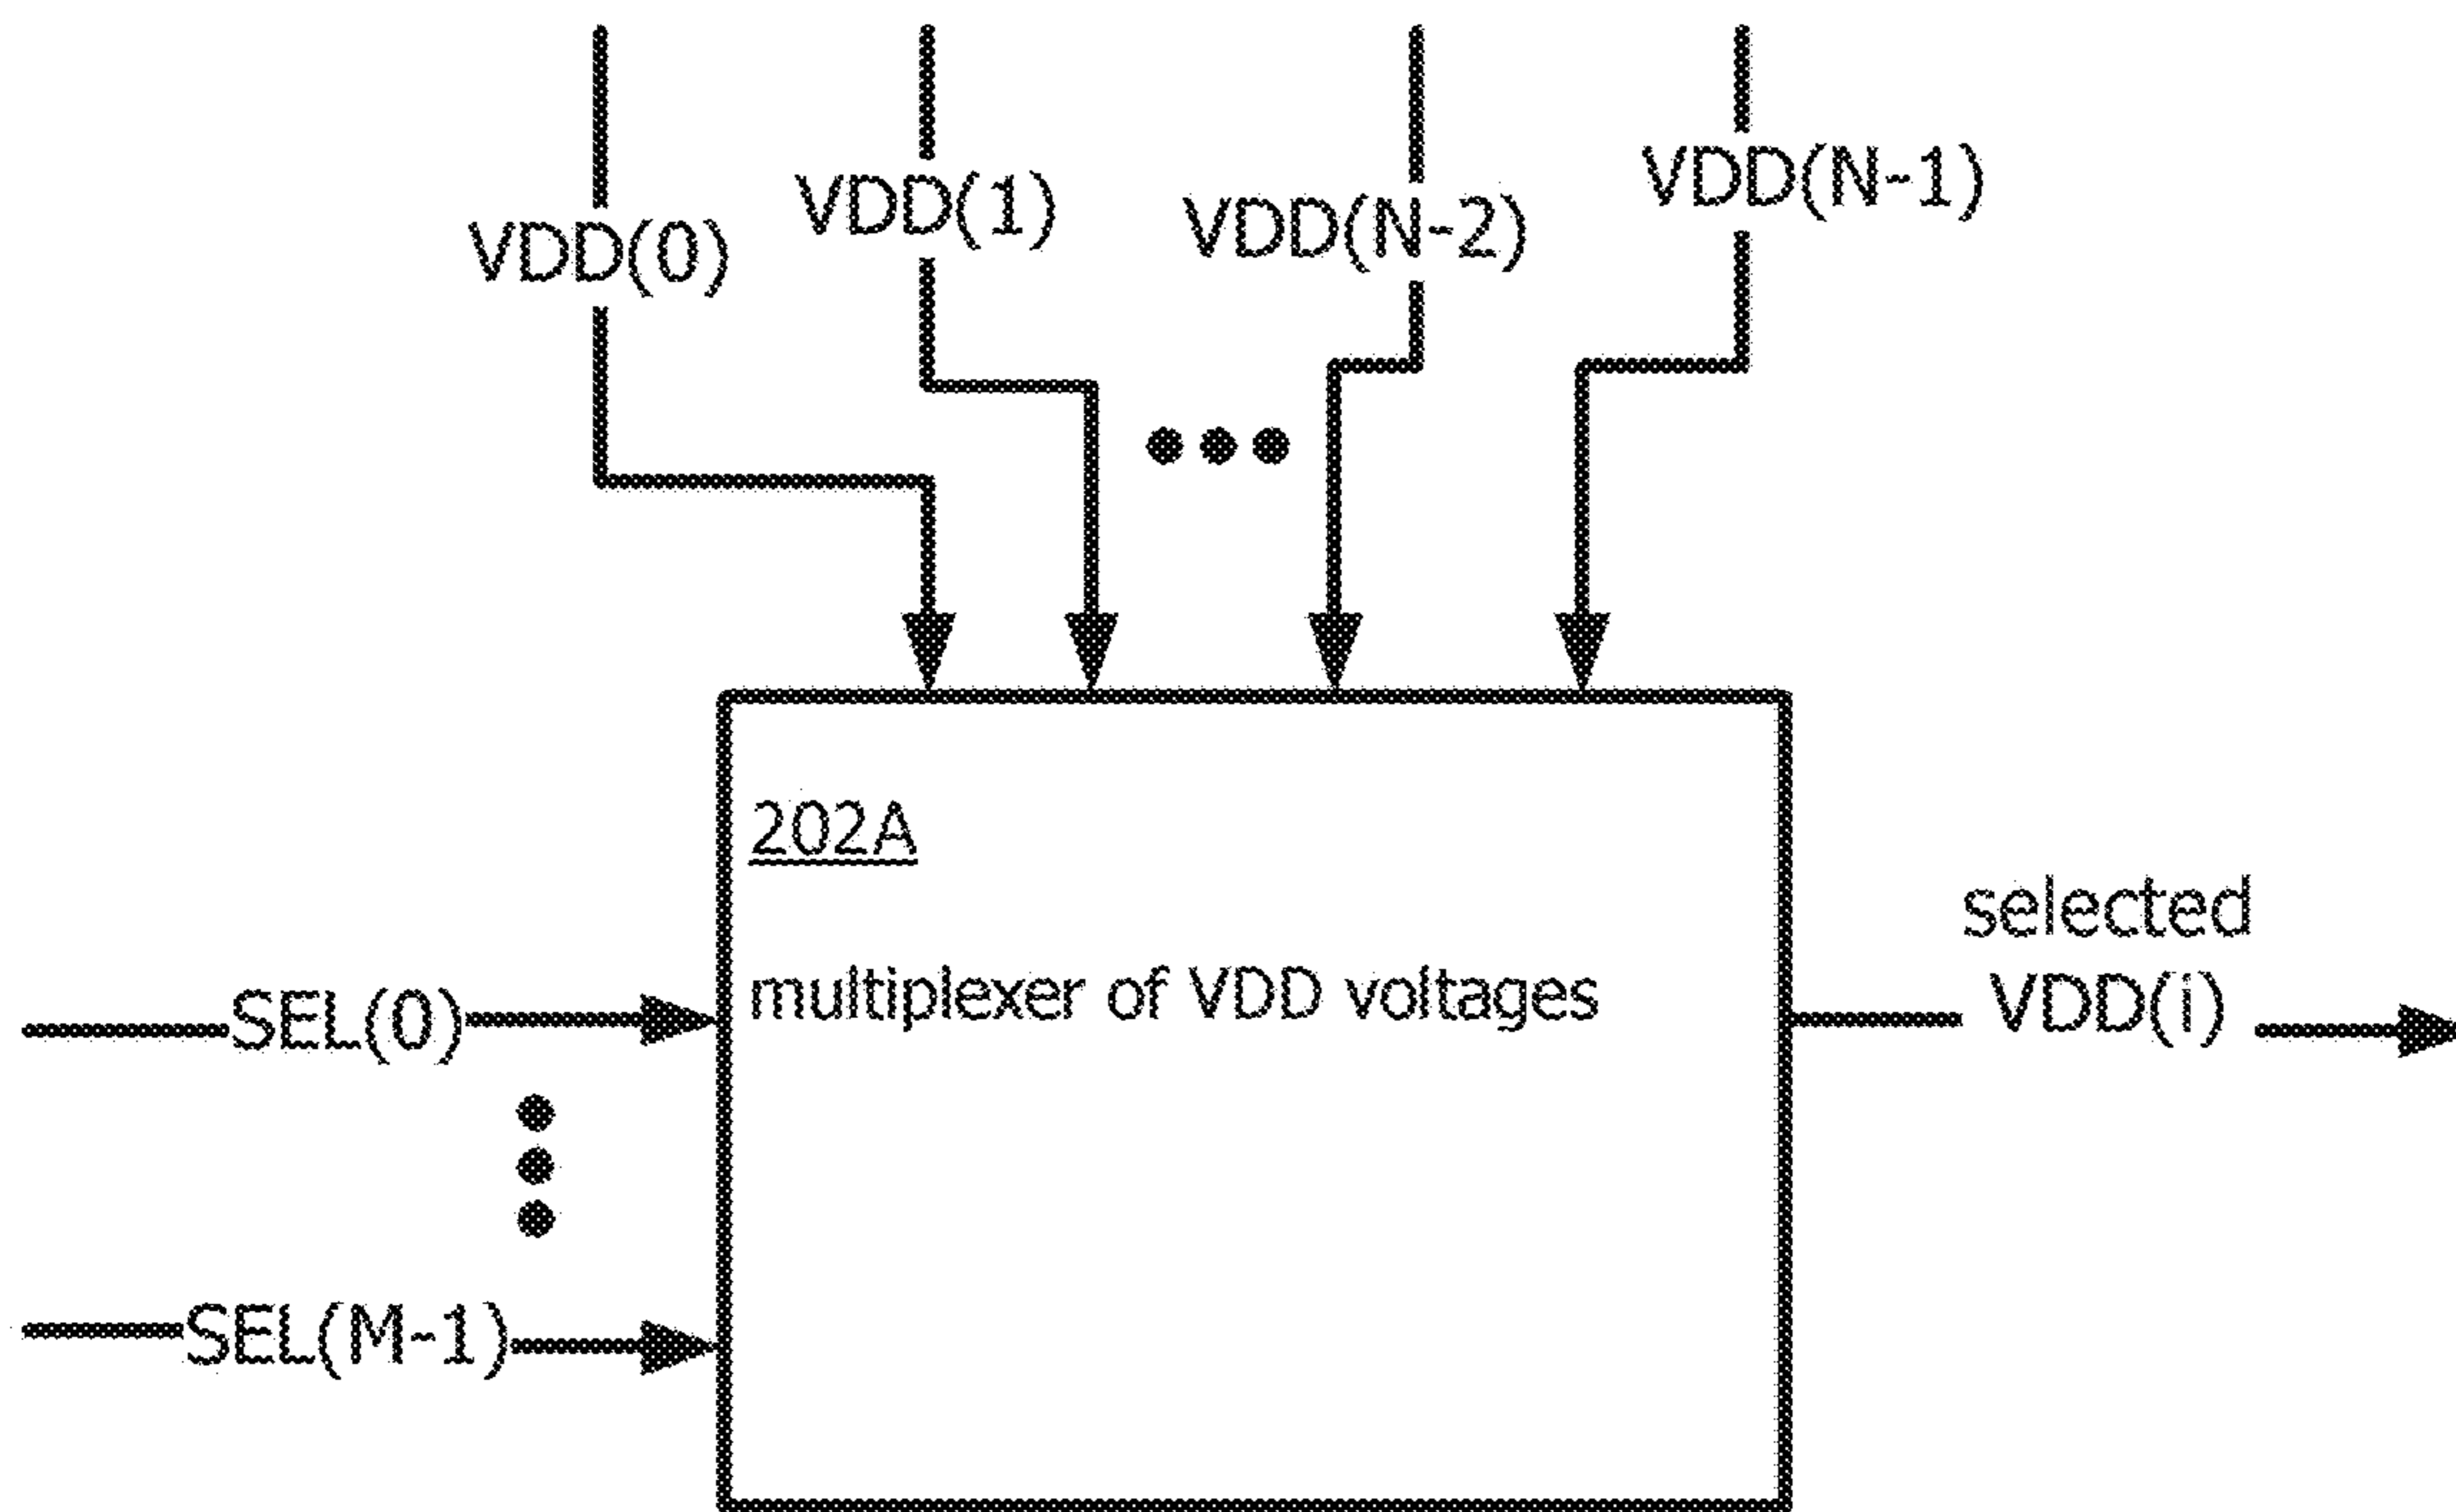 VDD(0)
VDD(1)
VDD(N-2)
VDD(N-1)
202A
multiplexer of VDD voltages
SEL(0)
SEL(M-1)
selected
VDD(i)